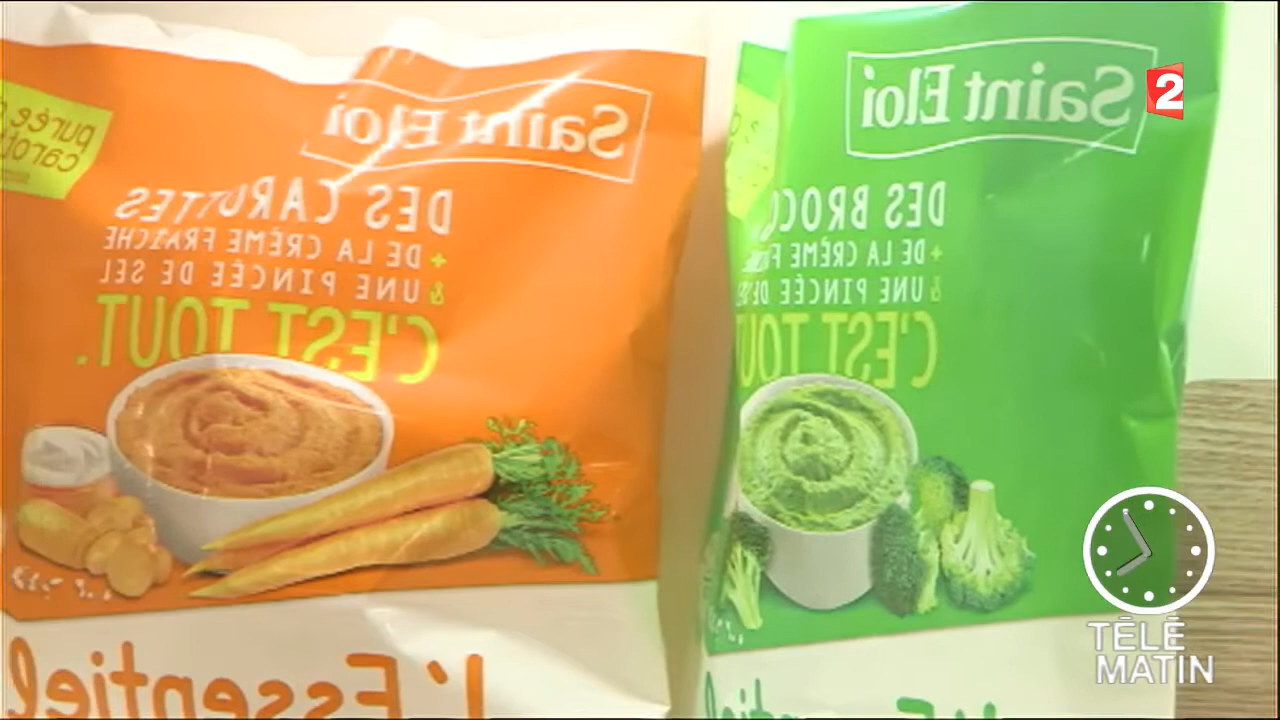 purée
carot
Saint Eloi
DES CAROTTES
+ DE LA CRÈME FRAÎCHE
& UNE PINCÉE DE SEL
C'EST TOUT.
L'Essentiel
Saint Eloi
DES BROC
+ DE LA CRÈME
& UNE PINCÉE DE
C'EST TOU
L'Essentiel
2
TÉLÉ
MATIN